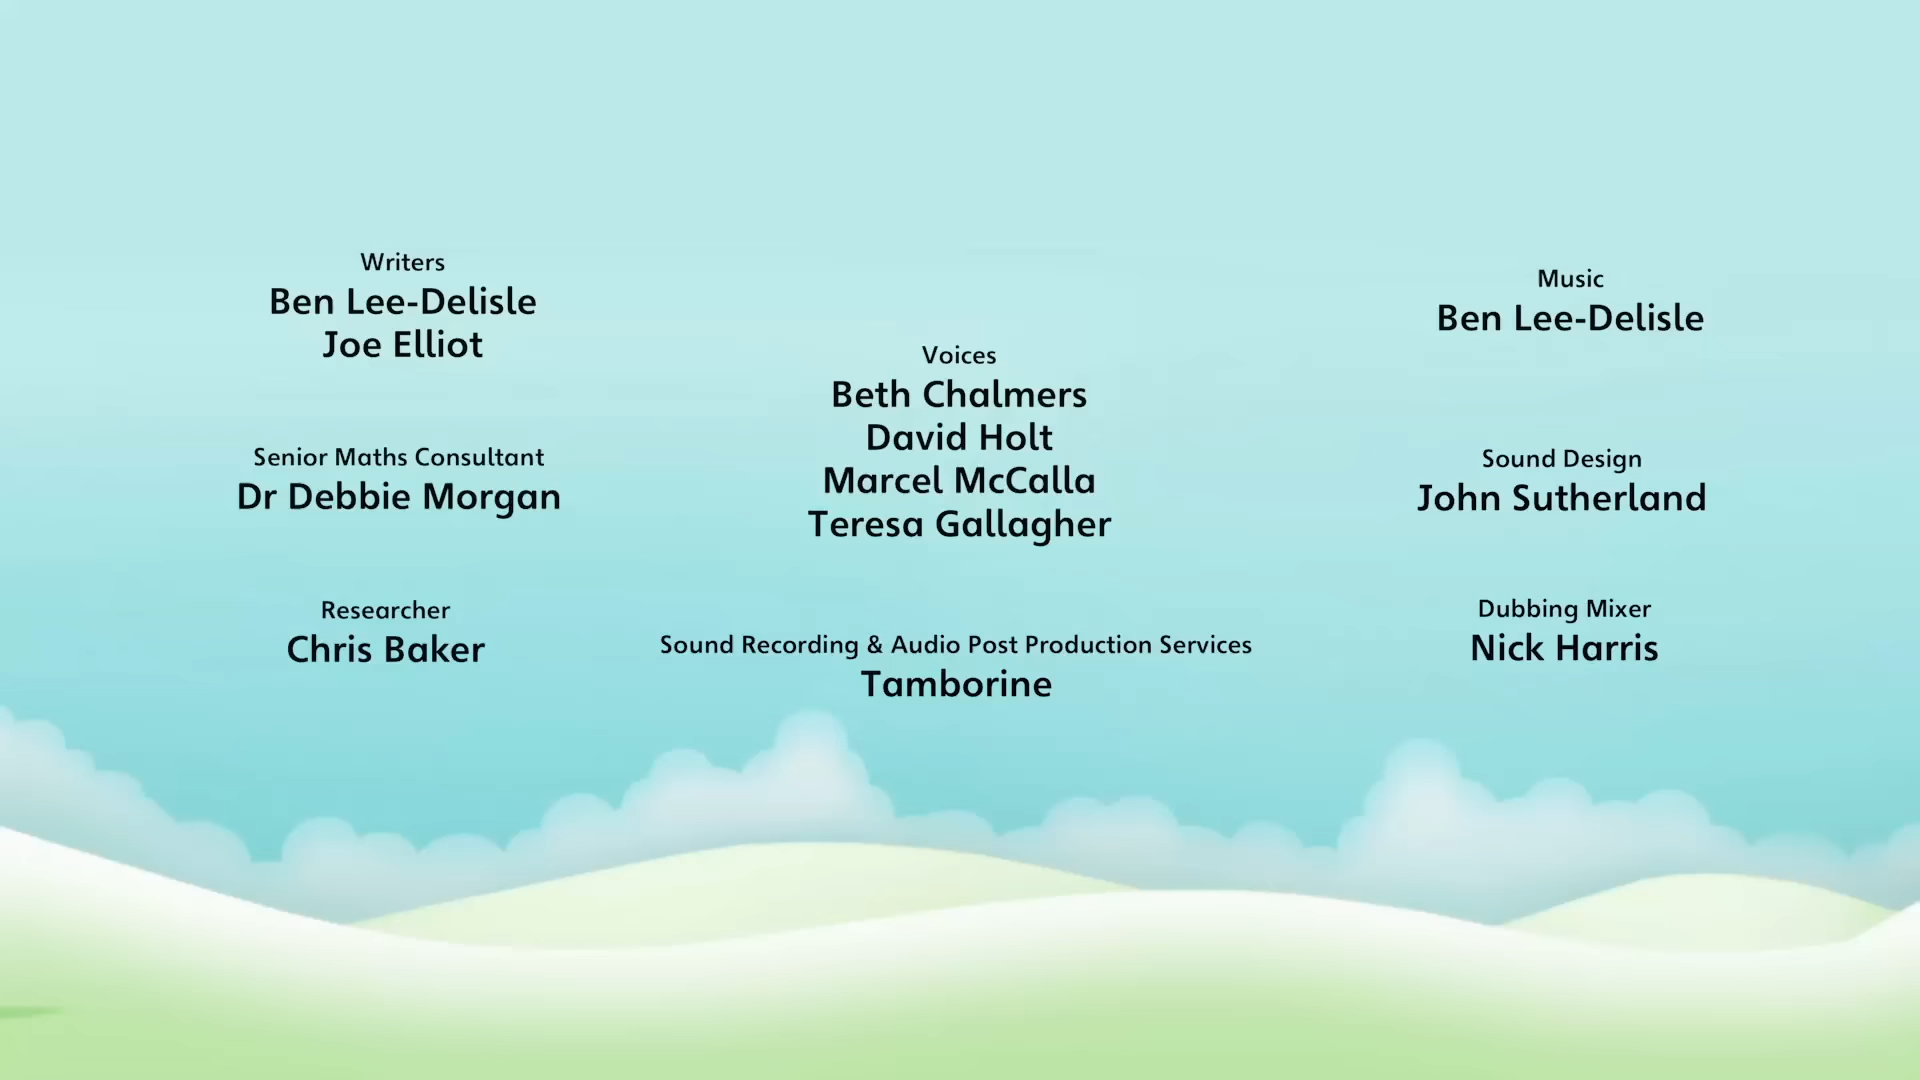 Writers
Ben Lee-Delisle
Joe Elliot
Senior Maths Consultant
Dr Debbie Morgan
Researcher
Chris Baker
Voices
Beth Chalmers
David Holt
Marcel McCalla
Teresa Gallagher
Sound Recording & Audio Post Production Services
Tamborine
Music
Ben Lee-Delisle
Sound Design
John Sutherland
Dubbing Mixer
Nick Harris